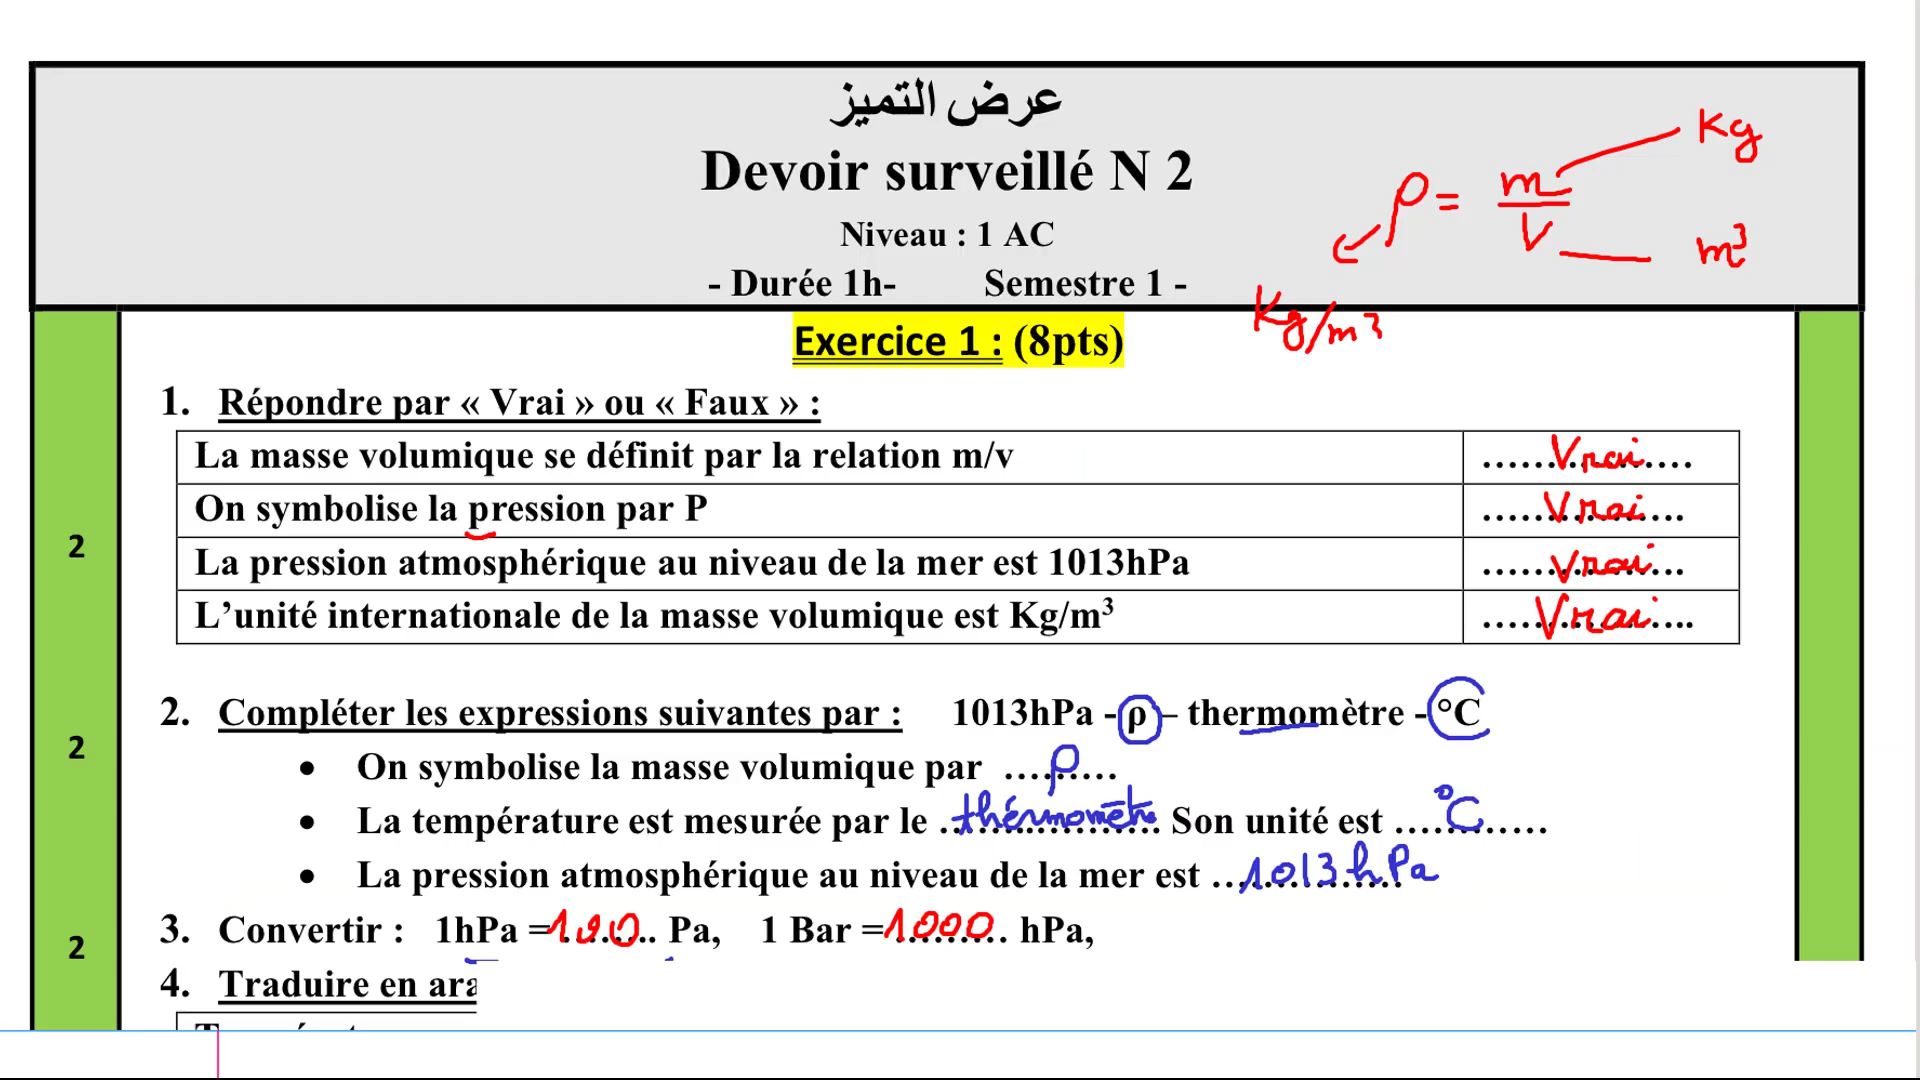 عرض التميز
Devoir surveillé N 2
Niveau : 1 AC
- Durée 1h- Semestre 1 -
ρ = m/V
Kg
m³
Kg/m³
Exercice 1 : (8pts)
1. Répondre par « Vrai » ou « Faux » :
La masse volumique se définit par la relation m/v ......Vrai......
On symbolise la pression par P ......Vrai......
2
La pression atmosphérique au niveau de la mer est 1013hPa ......Vrai......
L’unité internationale de la masse volumique est Kg/m³ ......Vrai......
2. Compléter les expressions suivantes par : 1013hPa - ρ – thermomètre - °C
2
• On symbolise la masse volumique par ...ρ...
• La température est mesurée par le ...thérmomètre... Son unité est ...°C...
• La pression atmosphérique au niveau de la mer est ...1013hPa...
3. Convertir : 1hPa =...100... Pa, 1 Bar =...1000... hPa,
2
4. Traduire en ara